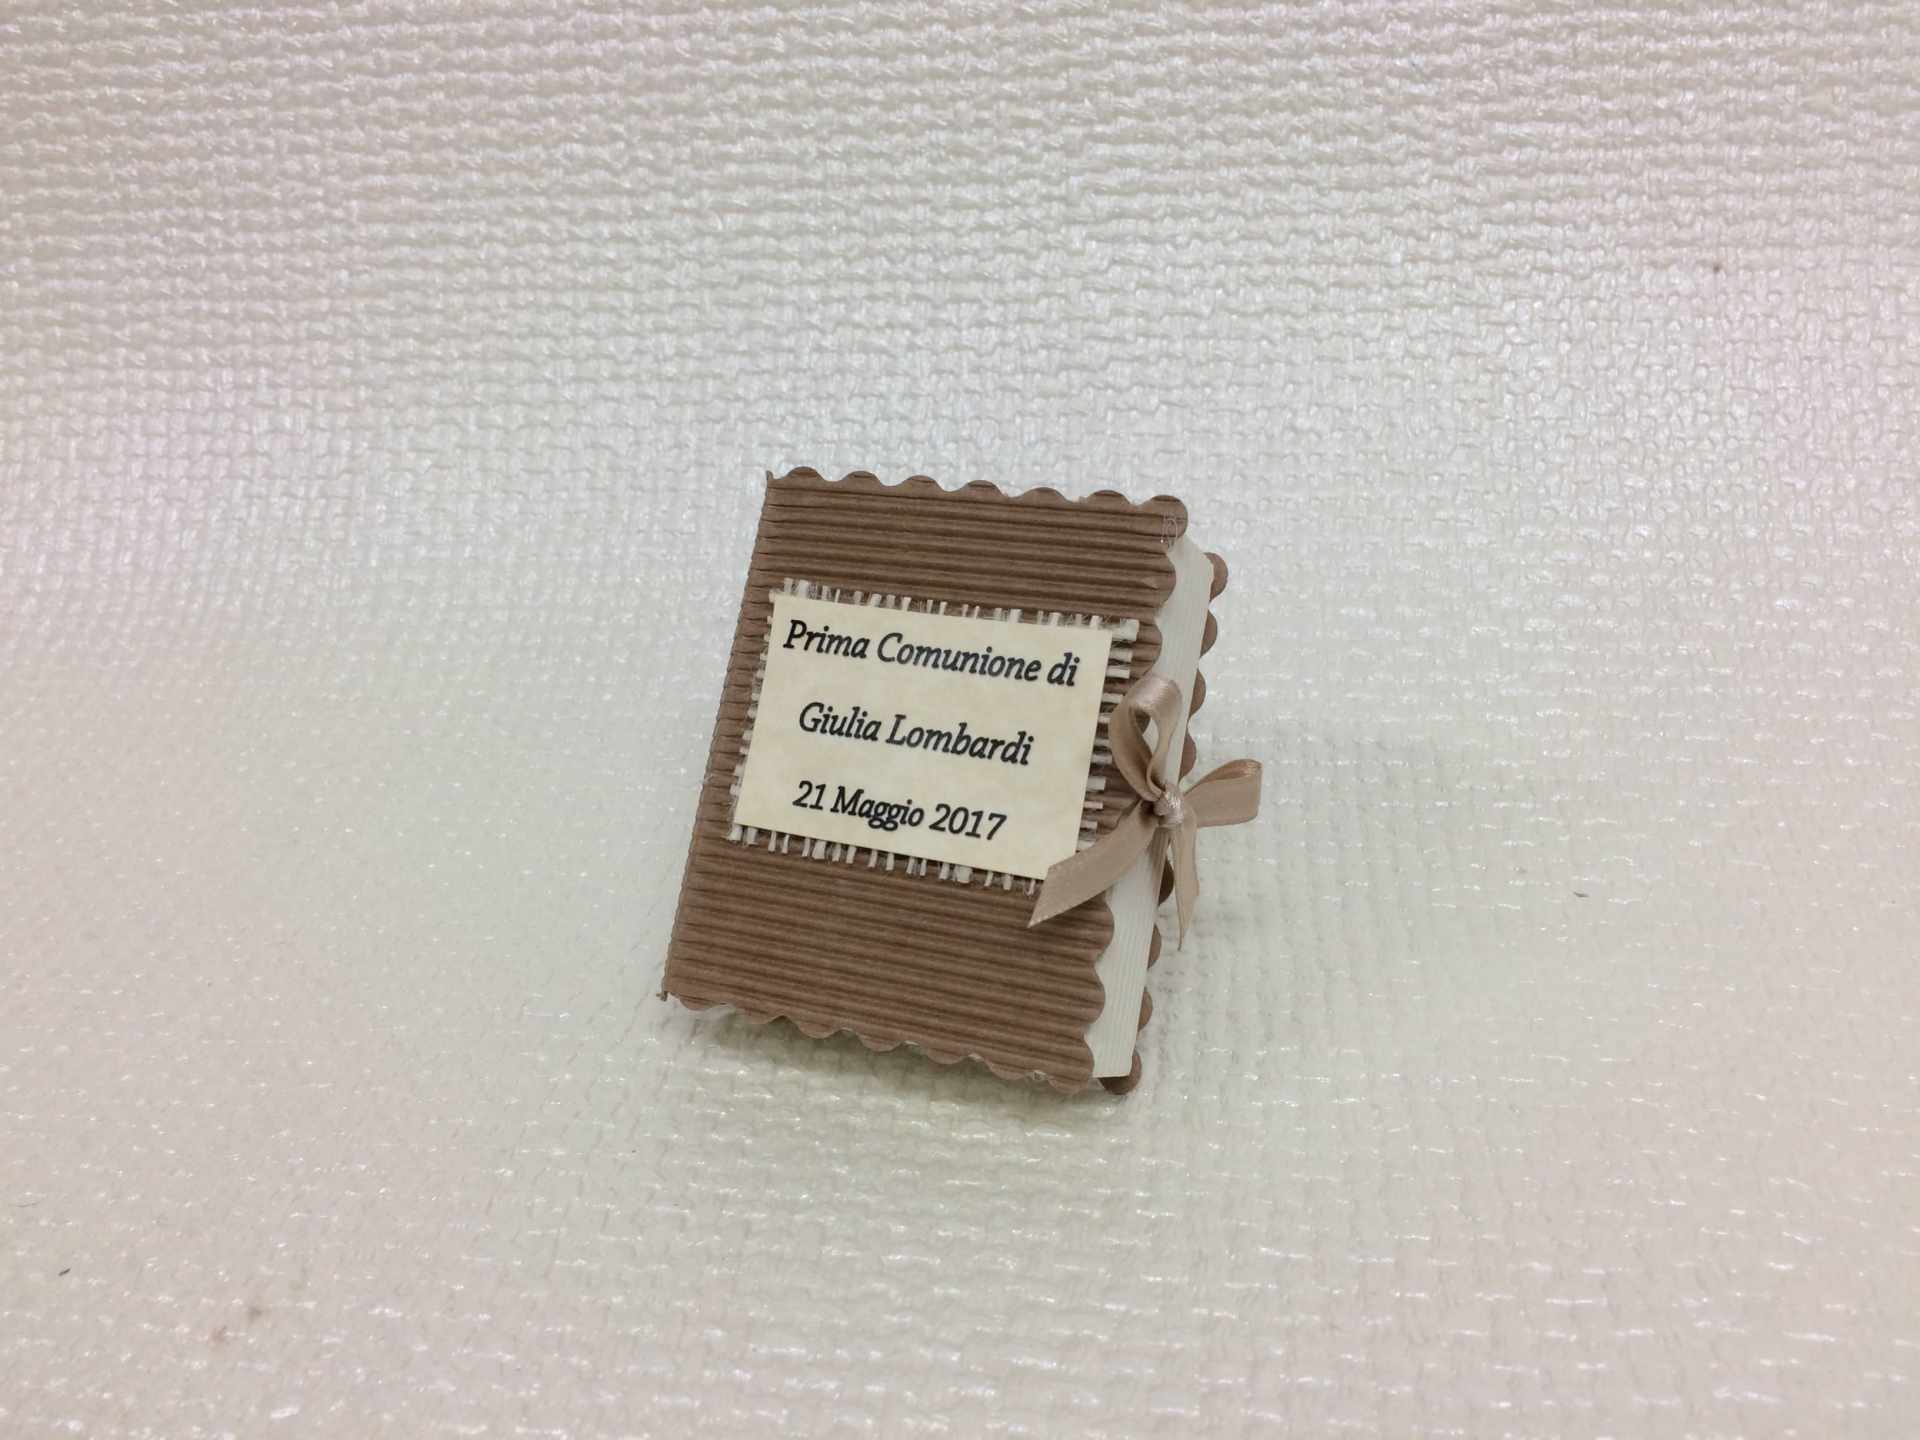 Prima Comunione di
Giulia Lombardi
21 Maggio 2017